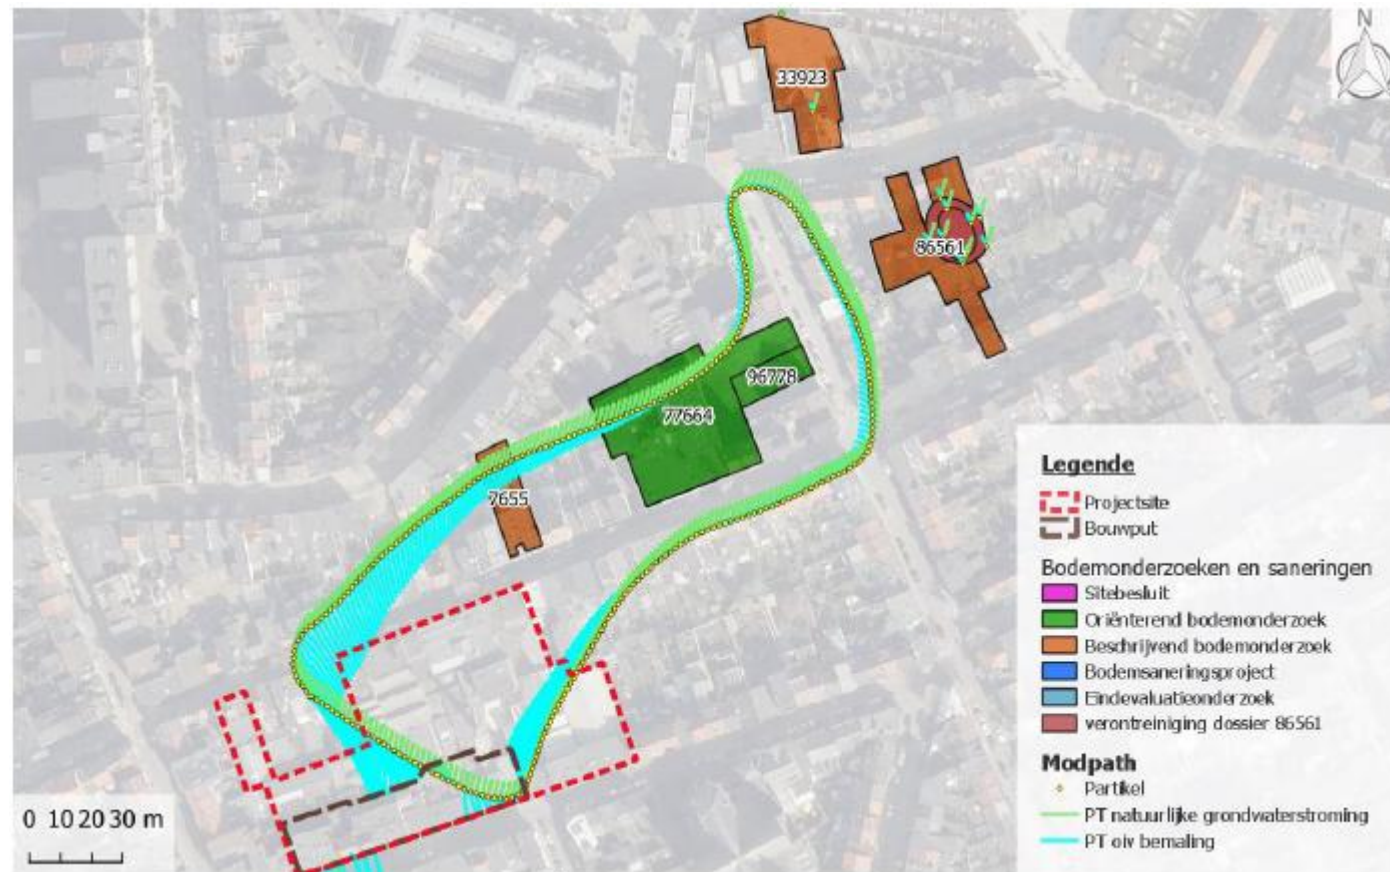 N
33923
86561
96778
77664
7655
Legende
Projectsite
Bouwput
Bodemonderzoeken en saneringen
Sitebesluit
Oriënterend bodemonderzoek
Beschrijvend bodemonderzoek
Bodemsaneringsproject
Eindevaluatieonderzoek
verontreiniging dossier 86561
Modpath
Partikel
PT natuurlijke grondwaterstroming
PT oiv bemaling
0 10 20 30 m